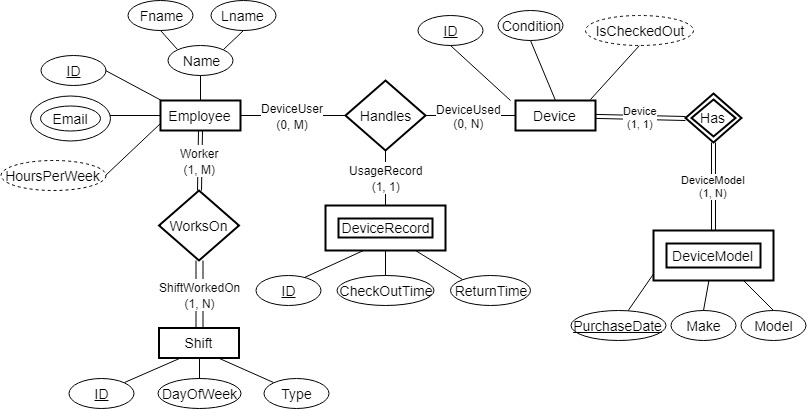 Fname
Lname
Name
ID
Email
HoursPerWeek
Employee
DeviceUser
(0, M)
Handles
DeviceUsed
(0, N)
ID
Condition
IsCheckedOut
Device
Device
(1, 1)
Has
Worker
(1, M)
WorksOn
UsageRecord
(1, 1)
DeviceRecord
ID
CheckOutTime
ReturnTime
DeviceModel
(1, N)
DeviceModel
PurchaseDate
Make
Model
ShiftWorkedOn
(1, N)
Shift
ID
DayOfWeek
Type